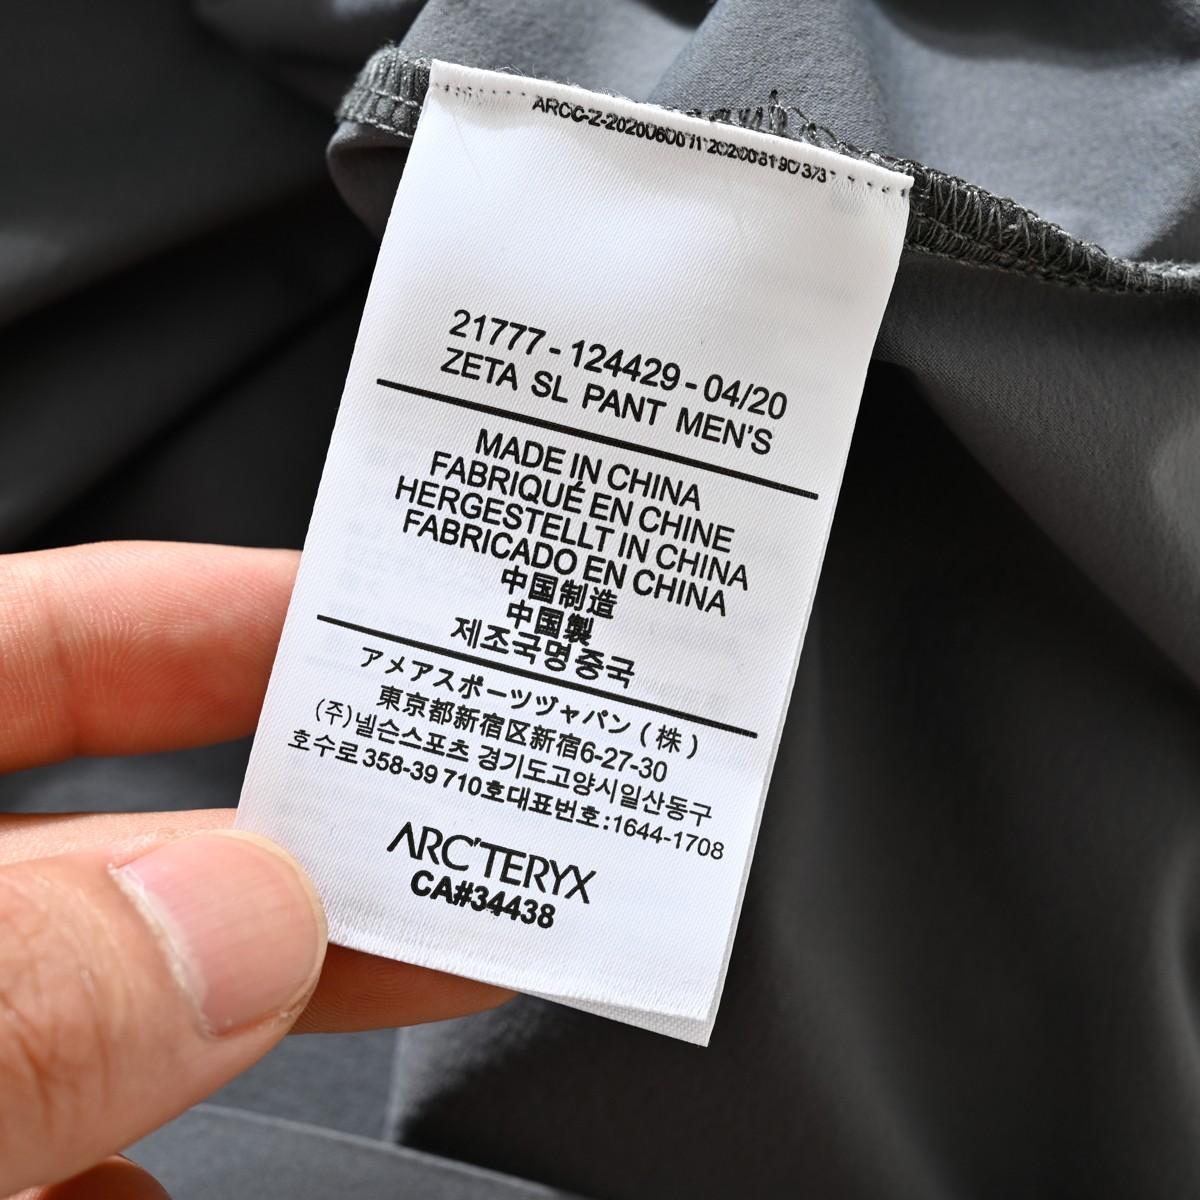 21777 - 124429 - 04/20
ZETA SL PANT MEN'S
MADE IN CHINA
FABRIQUÉ EN CHINE
HERGESTELLT IN CHINA
FABRICADO EN CHINA
中国制造
中国製
제조국명중국
アメアスポーツヅャパン(株)
東京都新宿区新宿6-27-30
(주)넬슨스포츠 경기도고양시일산동구
호수로 358-39 710호대표번호:1644-1708
ARC'TERYX
CA#34438